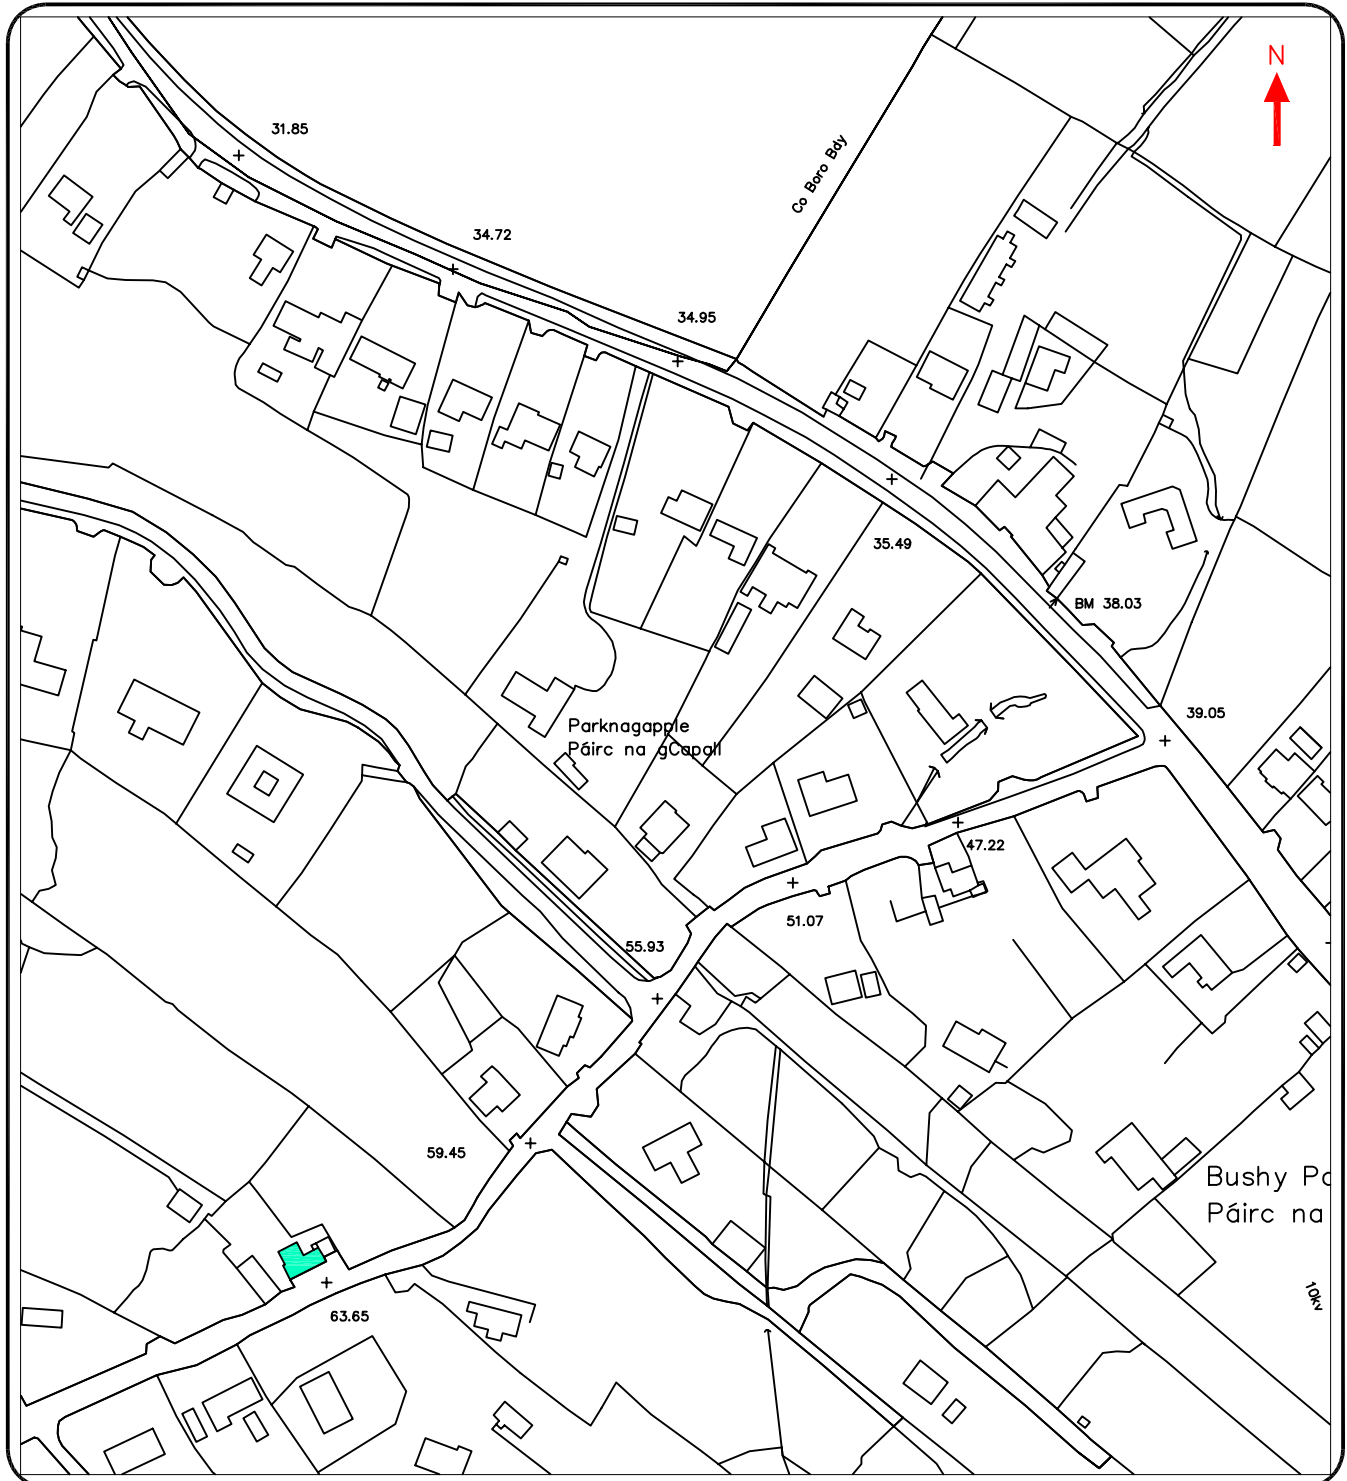 N
31.85
Co Boro Bdy
34.72
34.95
35.49
BM 38.03
39.05
Parknagapple
Páirc na gCapall
47.22
51.07
55.93
59.45
Bushy Pa
Páirc na
10kv
63.65